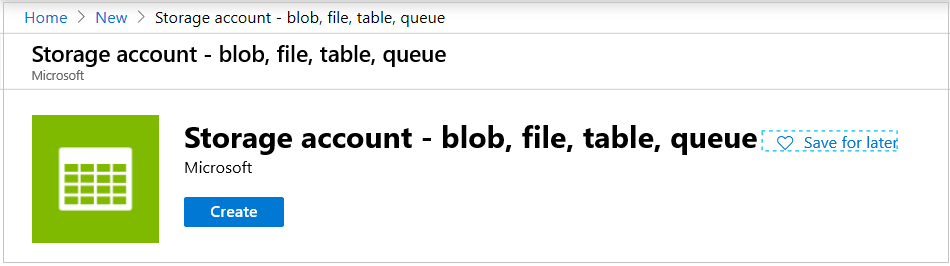 Home > New > Storage account - blob, file, table, queue
Storage account - blob, file, table, queue
Microsoft
Storage account - blob, file, table, queue
Save for later
Microsoft
Create